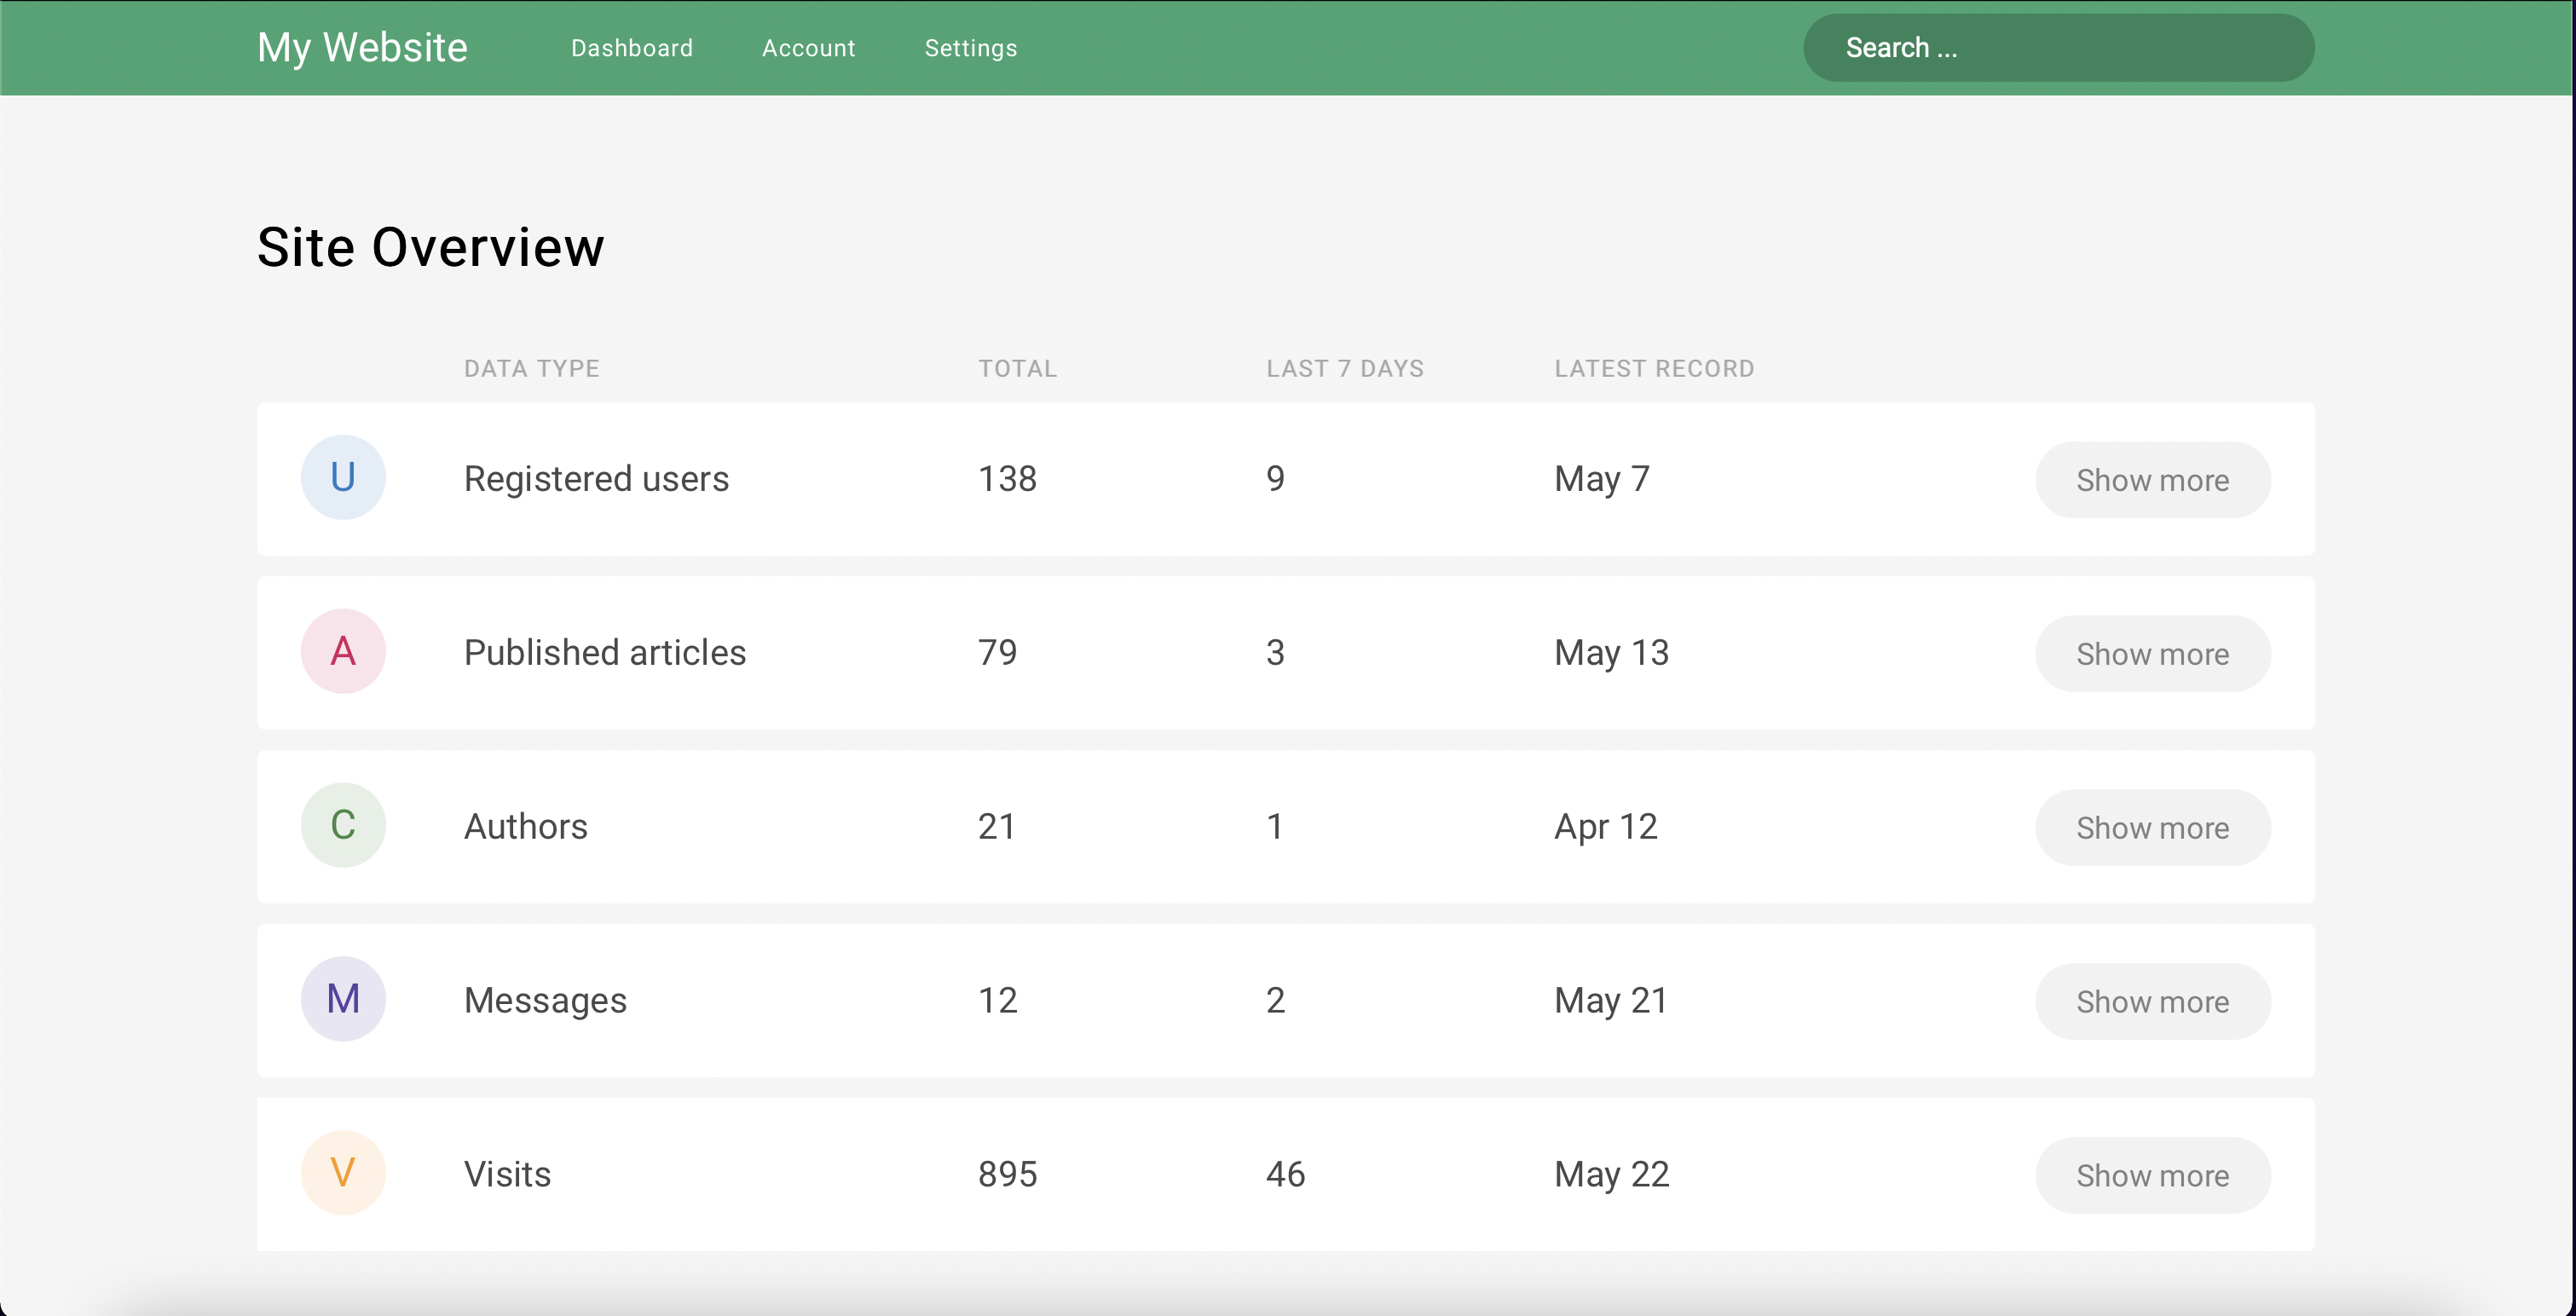 My Website Dashboard Account Settings Search ...
Site Overview
DATA TYPE TOTAL LAST 7 DAYS LATEST RECORD
U Registered users 138 9 May 7 Show more
A Published articles 79 3 May 13 Show more
C Authors 21 1 Apr 12 Show more
M Messages 12 2 May 21 Show more
V Visits 895 46 May 22 Show more